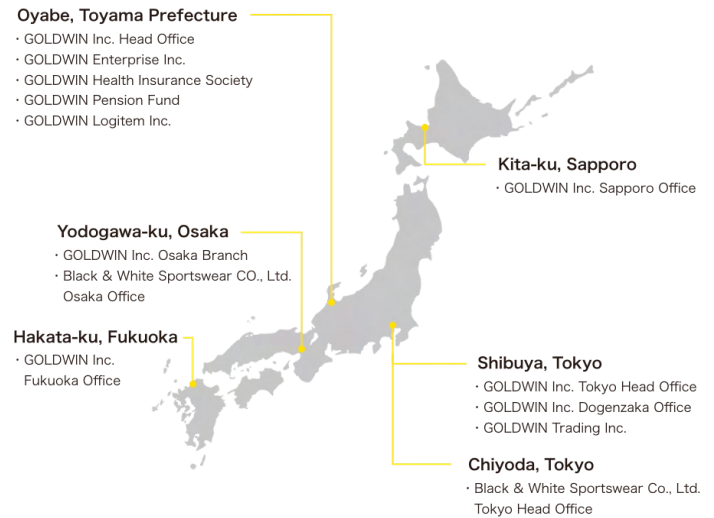 Oyabe, Toyama Prefecture
・GOLDWIN Inc. Head Office
・GOLDWIN Enterprise Inc.
・GOLDWIN Health Insurance Society
・GOLDWIN Pension Fund
・GOLDWIN Logitem Inc.
Kita-ku, Sapporo
・GOLDWIN Inc. Sapporo Office
Yodogawa-ku, Osaka
・GOLDWIN Inc. Osaka Branch
・Black & White Sportswear CO., Ltd.
Osaka Office
Hakata-ku, Fukuoka
・GOLDWIN Inc.
Fukuoka Office
Shibuya, Tokyo
・GOLDWIN Inc. Tokyo Head Office
・GOLDWIN Inc. Dogenzaka Office
・GOLDWIN Trading Inc.
Chiyoda, Tokyo
・Black & White Sportswear Co., Ltd.
Tokyo Head Office